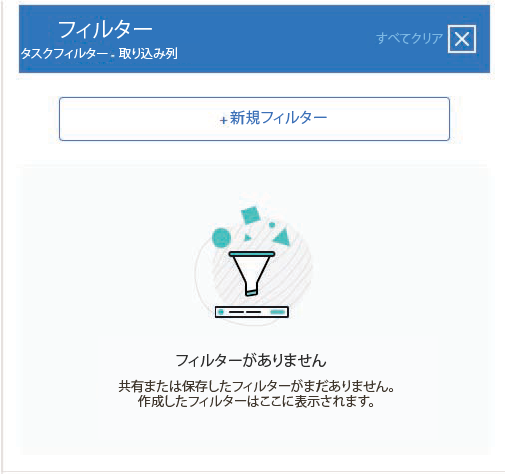 フィルター
タスクフィルター - 取り込み列
すべてクリア
+新規フィルター
フィルターがありません
共有または保存したフィルターがまだありません。
作成したフィルターはここに表示されます。